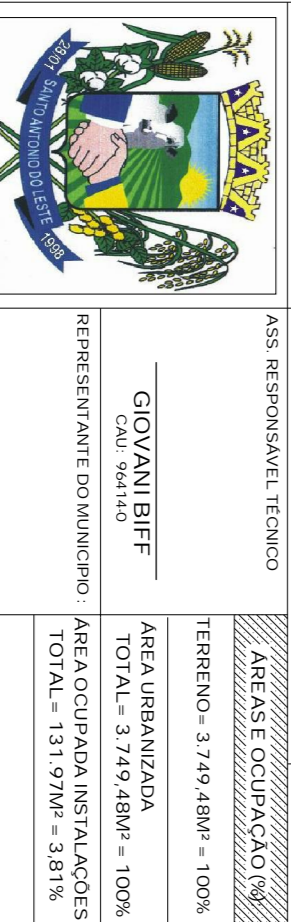 28/01 SANTO ANTONIO DO LESTE 1998
ASS. RESPONSÁVEL TÉCNICO
GIOVANI BIFF
CAU: 96414-0
REPRESENTANTE DO MUNICIPIO :
ÁREAS E OCUPAÇÃO (%)
TERRENO= 3.749,48M² = 100%
ÁREA URBANIZADA
TOTAL= 3.749,48M² = 100%
ÁREA OCUPADA INSTALAÇÕES
TOTAL= 131.97M² = 3,81%